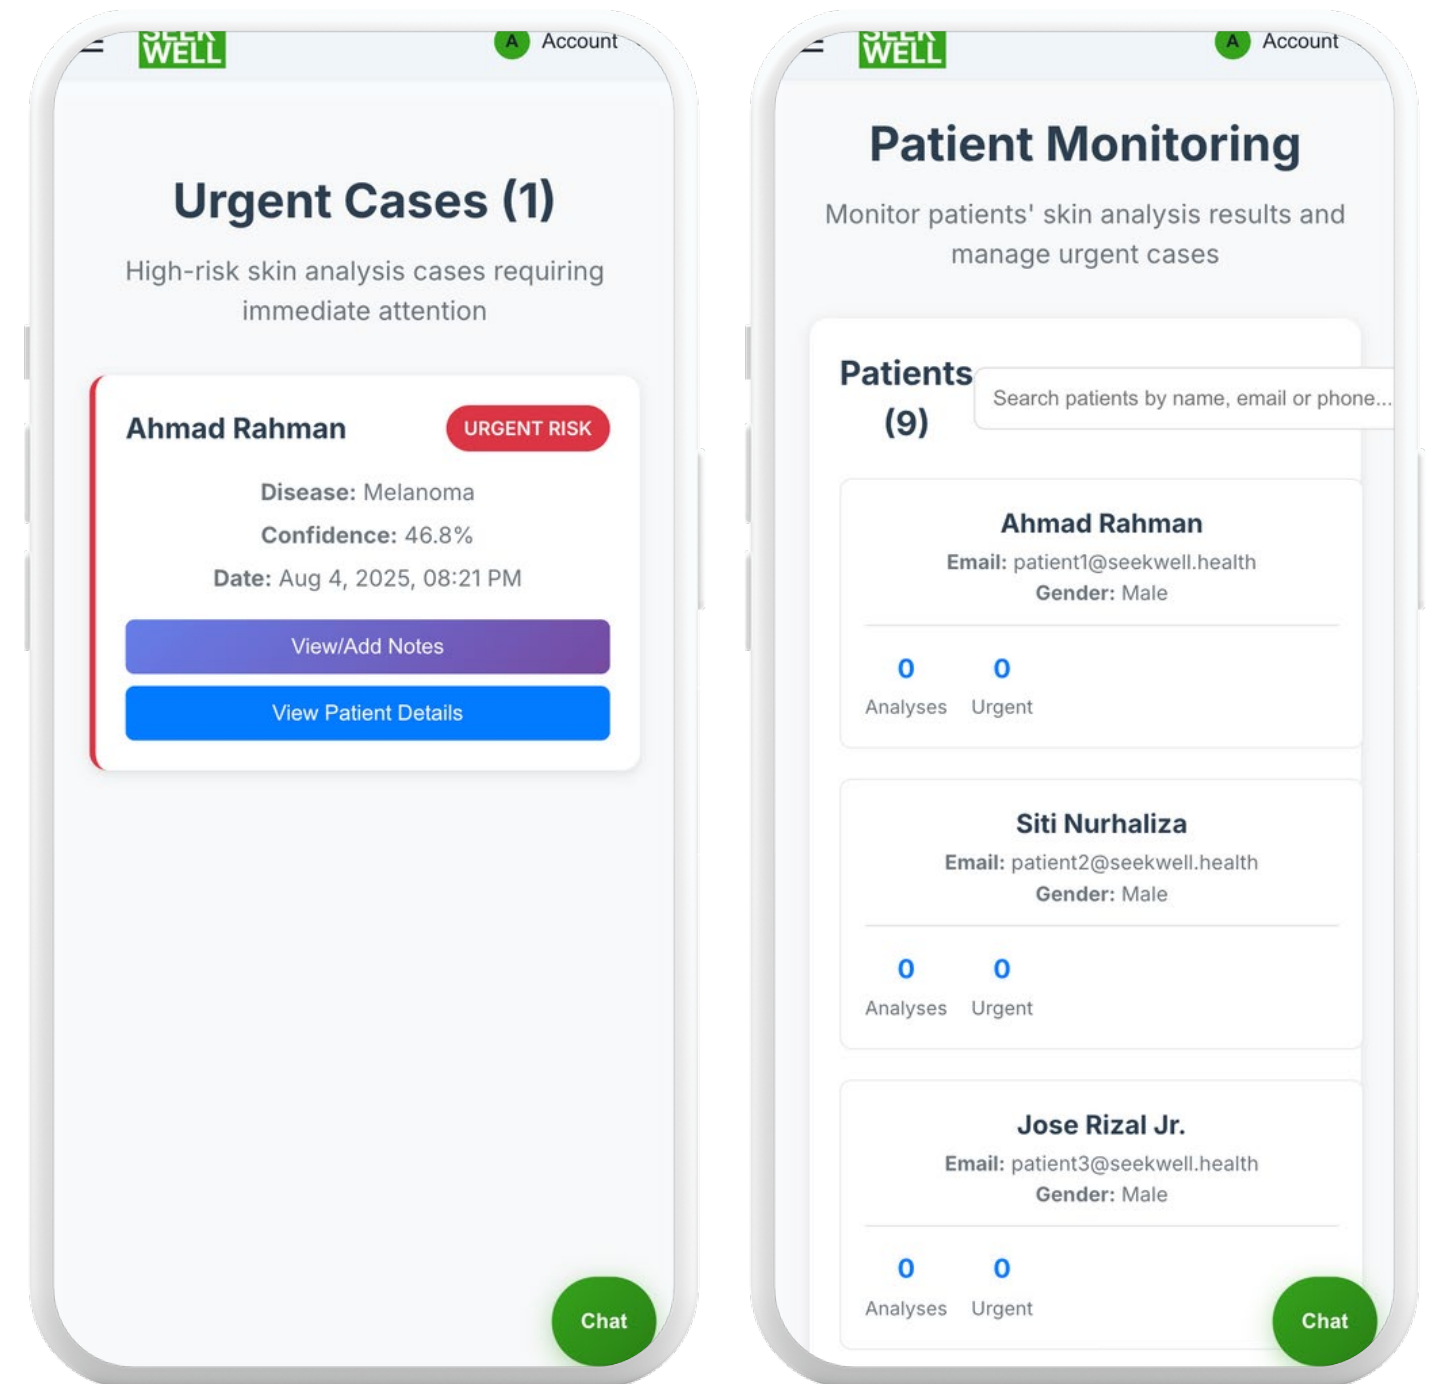 SEEK
WELL
A Account
Urgent Cases (1)
High-risk skin analysis cases requiring
immediate attention
Ahmad Rahman
URGENT RISK
Disease: Melanoma
Confidence: 46.8%
Date: Aug 4, 2025, 08:21 PM
View/Add Notes
View Patient Details
Chat
SEEK
WELL
A Account
Patient Monitoring
Monitor patients' skin analysis results and
manage urgent cases
Patients
(9)
Search patients by name, email or phone...
Ahmad Rahman
Email: patient1@seekwell.health
Gender: Male
0 0
Analyses Urgent
Siti Nurhaliza
Email: patient2@seekwell.health
Gender: Male
0 0
Analyses Urgent
Jose Rizal Jr.
Email: patient3@seekwell.health
Gender: Male
0 0
Analyses Urgent
Chat